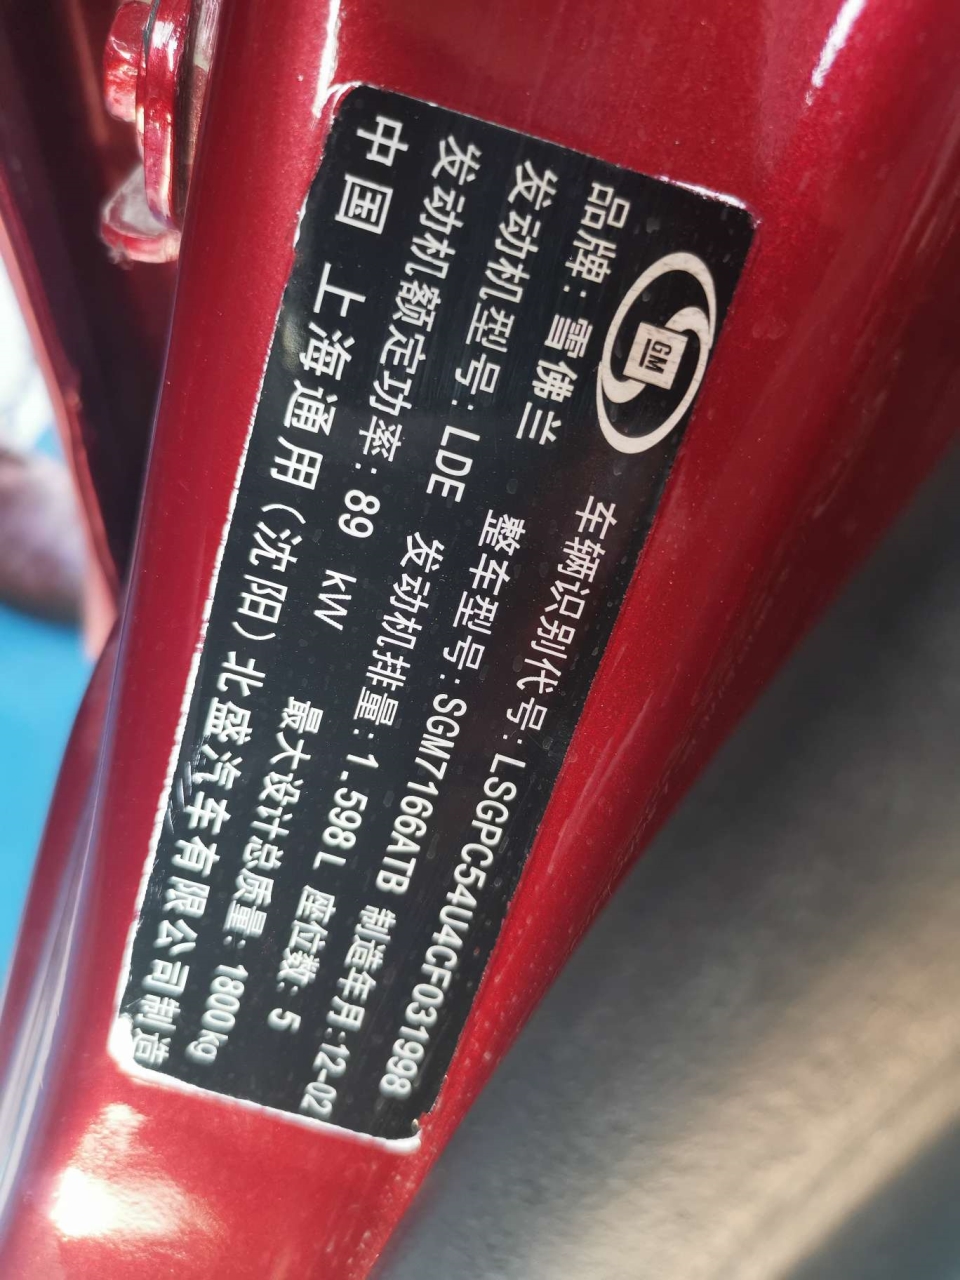 GM
品牌：雪佛兰 车辆识别代号：LSGPC54U4CF031998
发动机型号：LDE 整车型号：SGM7166ATB 制造年月：12-02
发动机额定功率：89 kW 发动机排量：1.598L 座位数：5
最大设计总质量：1800kg
中国 上海通用（沈阳）北盛汽车有限公司制造